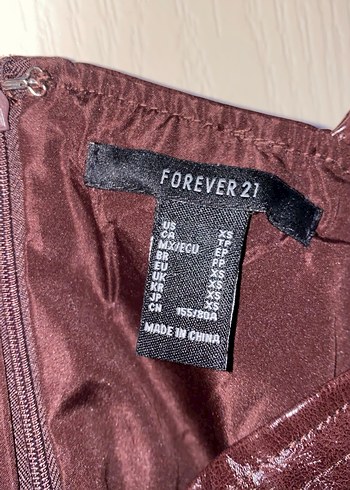 FOREVER 21
US XS
CA TP
MX/ECU EP
BR PP
EU XS
UK XS
KR XS
JP XS
CN 155/80A
MADE IN CHINA